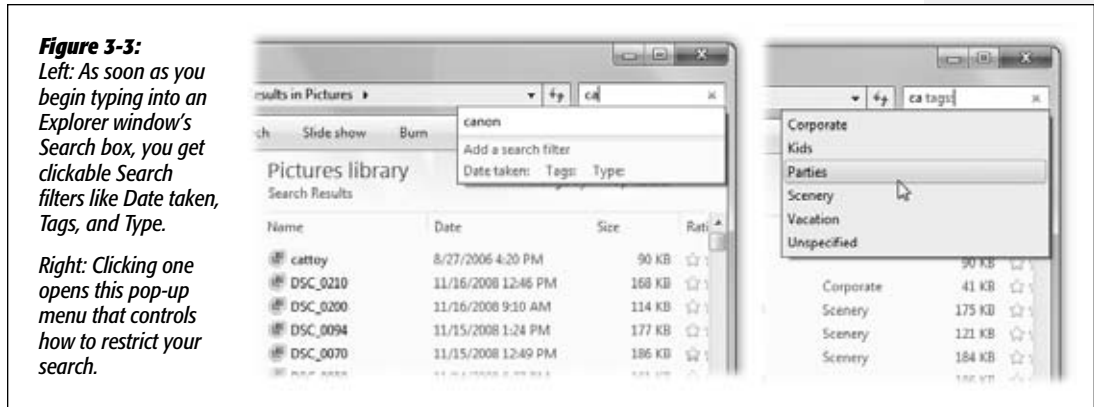 Figure 3-3:
Left: As soon as you
begin typing into an
Explorer window's
Search box, you get
clickable Search
filters like Date taken,
Tags, and Type.
Right: Clicking one
opens this pop-up
menu that controls
how to restrict your
search.
esults in Pictures
ca
canon
Add a search filter
Date taken: Tags: Type:
ch Slide show Burn
Pictures library
Search Results
Name Date Size Rati
cattoy 8/27/2006 4:20 PM 90 KB
DSC_0210 11/16/2008 12:46 PM 168 KB
DSC_0200 11/16/2008 9:10 AM 114 KB
DSC_0094 11/15/2008 1:24 PM 177 KB
DSC_0070 11/15/2008 12:49 PM 186 KB
ca tags:
Corporate
Kids
Parties
Scenery
Vacation
Unspecified
90 KB
Corporate 41 KB
Scenery 175 KB
Scenery 121 KB
Scenery 184 KB